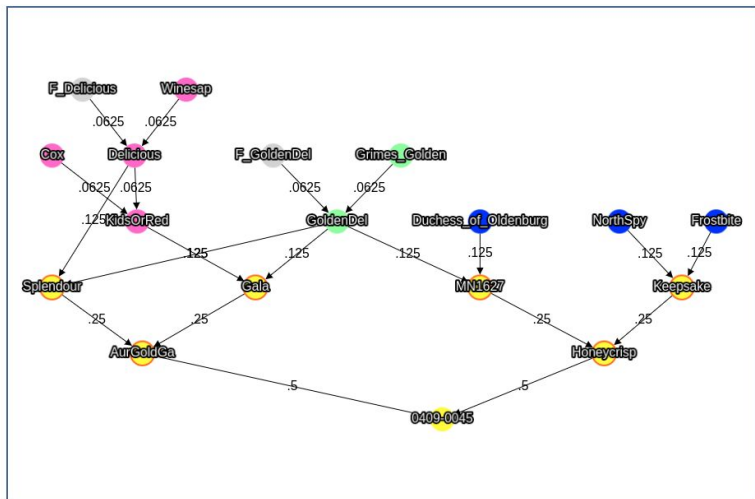 F_Delicious Winesap
.0625 .0625
Cox Delicious F_GoldenDel Grimes_Golden
.0625 .0625 .0625 .0625
.125 KidsOrRed GoldenDel Duchess_of_Oldenburg NorthSpy Frostbite
.125 .125 .125 .125 .125 .125
Splendour Gala MN1627 Keepsake
.25 .25 .25 .25
AurGoldGa Honeycrisp
.5 .5
0409-0045